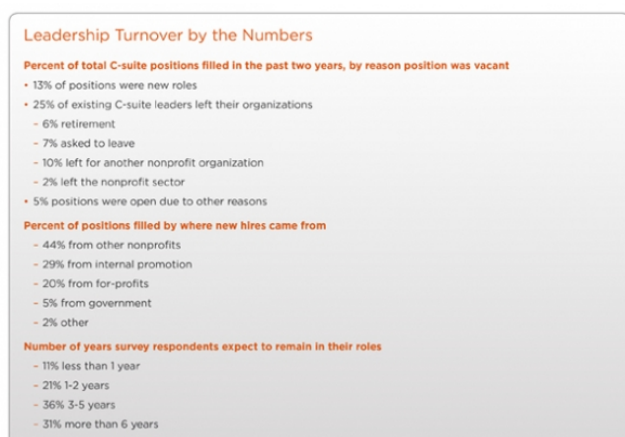 Leadership Turnover by the Numbers
Percent of total C-suite positions filled in the past two years, by reason position was vacant
• 13% of positions were new roles
• 25% of existing C-suite leaders left their organizations
– 6% retirement
– 7% asked to leave
– 10% left for another nonprofit organization
– 2% left the nonprofit sector
• 5% positions were open due to other reasons
Percent of positions filled by where new hires came from
– 44% from other nonprofits
– 29% from internal promotion
– 20% from for-profits
– 5% from government
– 2% other
Number of years survey respondents expect to remain in their roles
– 11% less than 1 year
– 21% 1-2 years
– 36% 3-5 years
– 31% more than 6 years